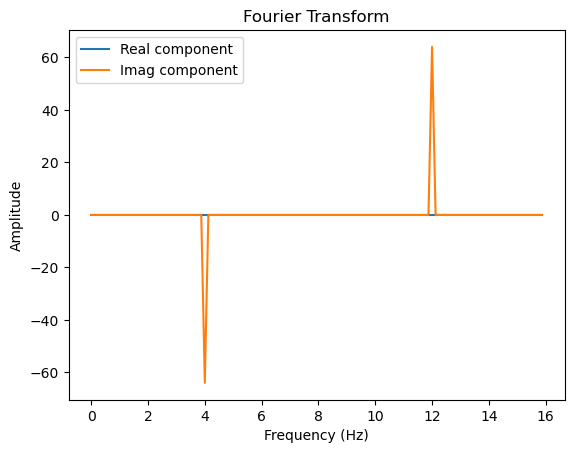 Fourier Transform
Real component
Imag component
60
40
20
0
−20
−40
−60
Amplitude
0 2 4 6 8 10 12 14 16
Frequency (Hz)